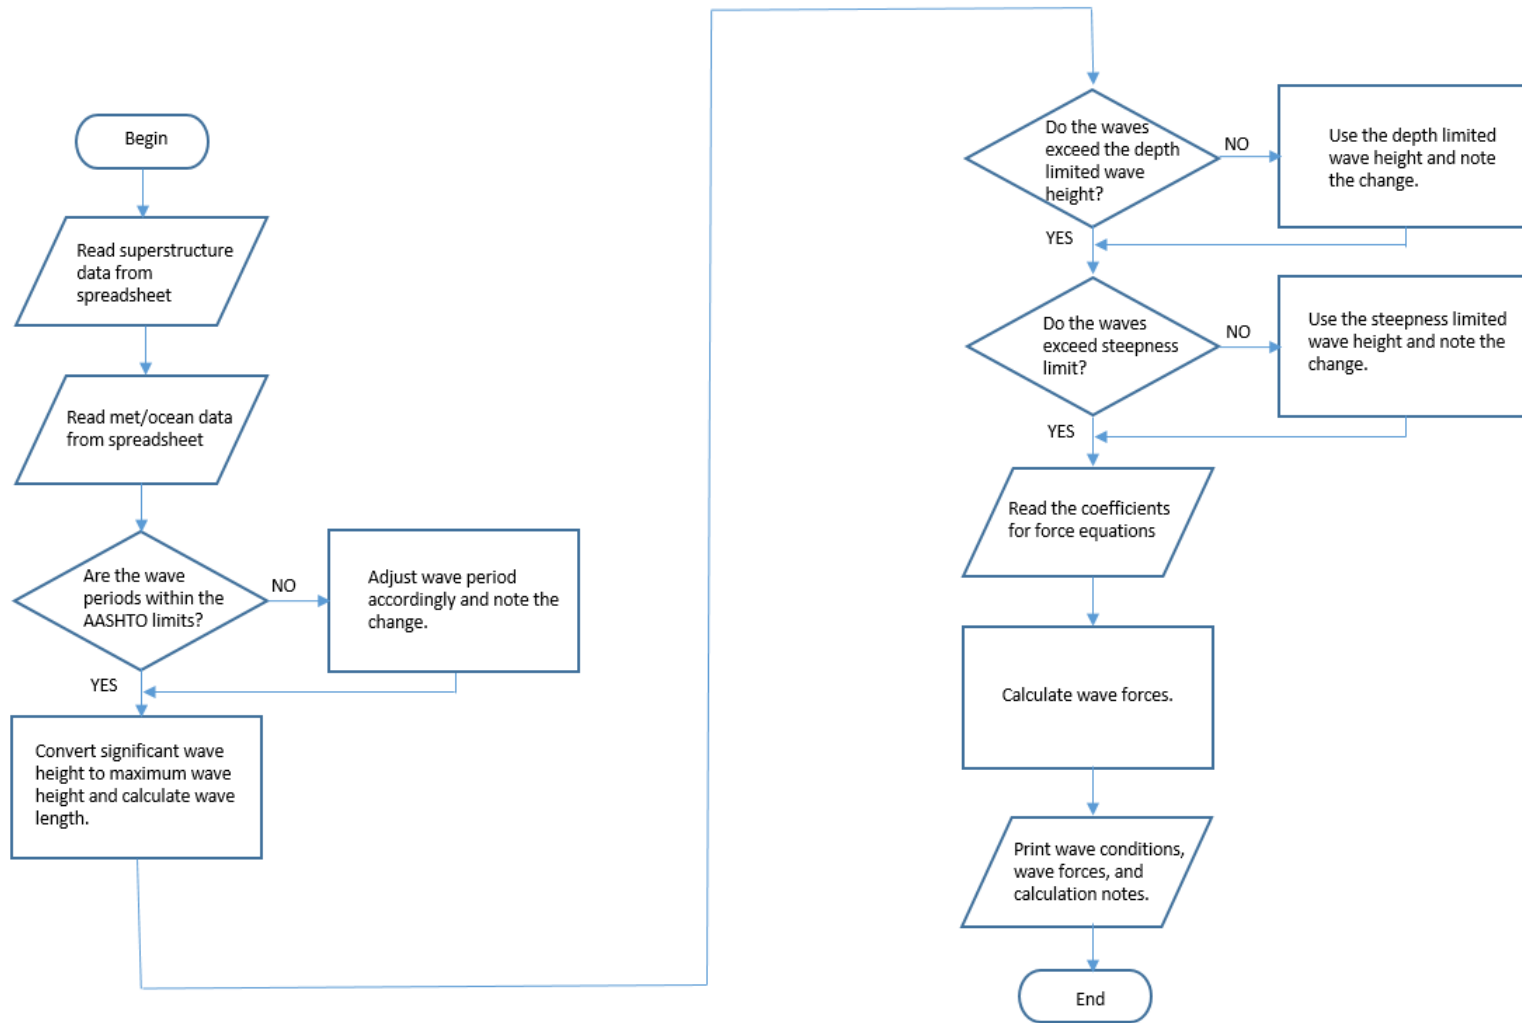 Begin
Read superstructure
data from
spreadsheet
Read met/ocean data
from spreadsheet
Are the wave
periods within the
AASHTO limits?
NO
Adjust wave period
accordingly and note the
change.
YES
Convert significant wave
height to maximum wave
height and calculate wave
length.
Do the waves
exceed the depth
limited wave
height?
NO
Use the depth limited
wave height and note
the change.
YES
Do the waves
exceed steepness
limit?
NO
Use the steepness limited
wave height and note the
change.
YES
Read the coefficients
for force equations
Calculate wave forces.
Print wave conditions,
wave forces, and
calculation notes.
End